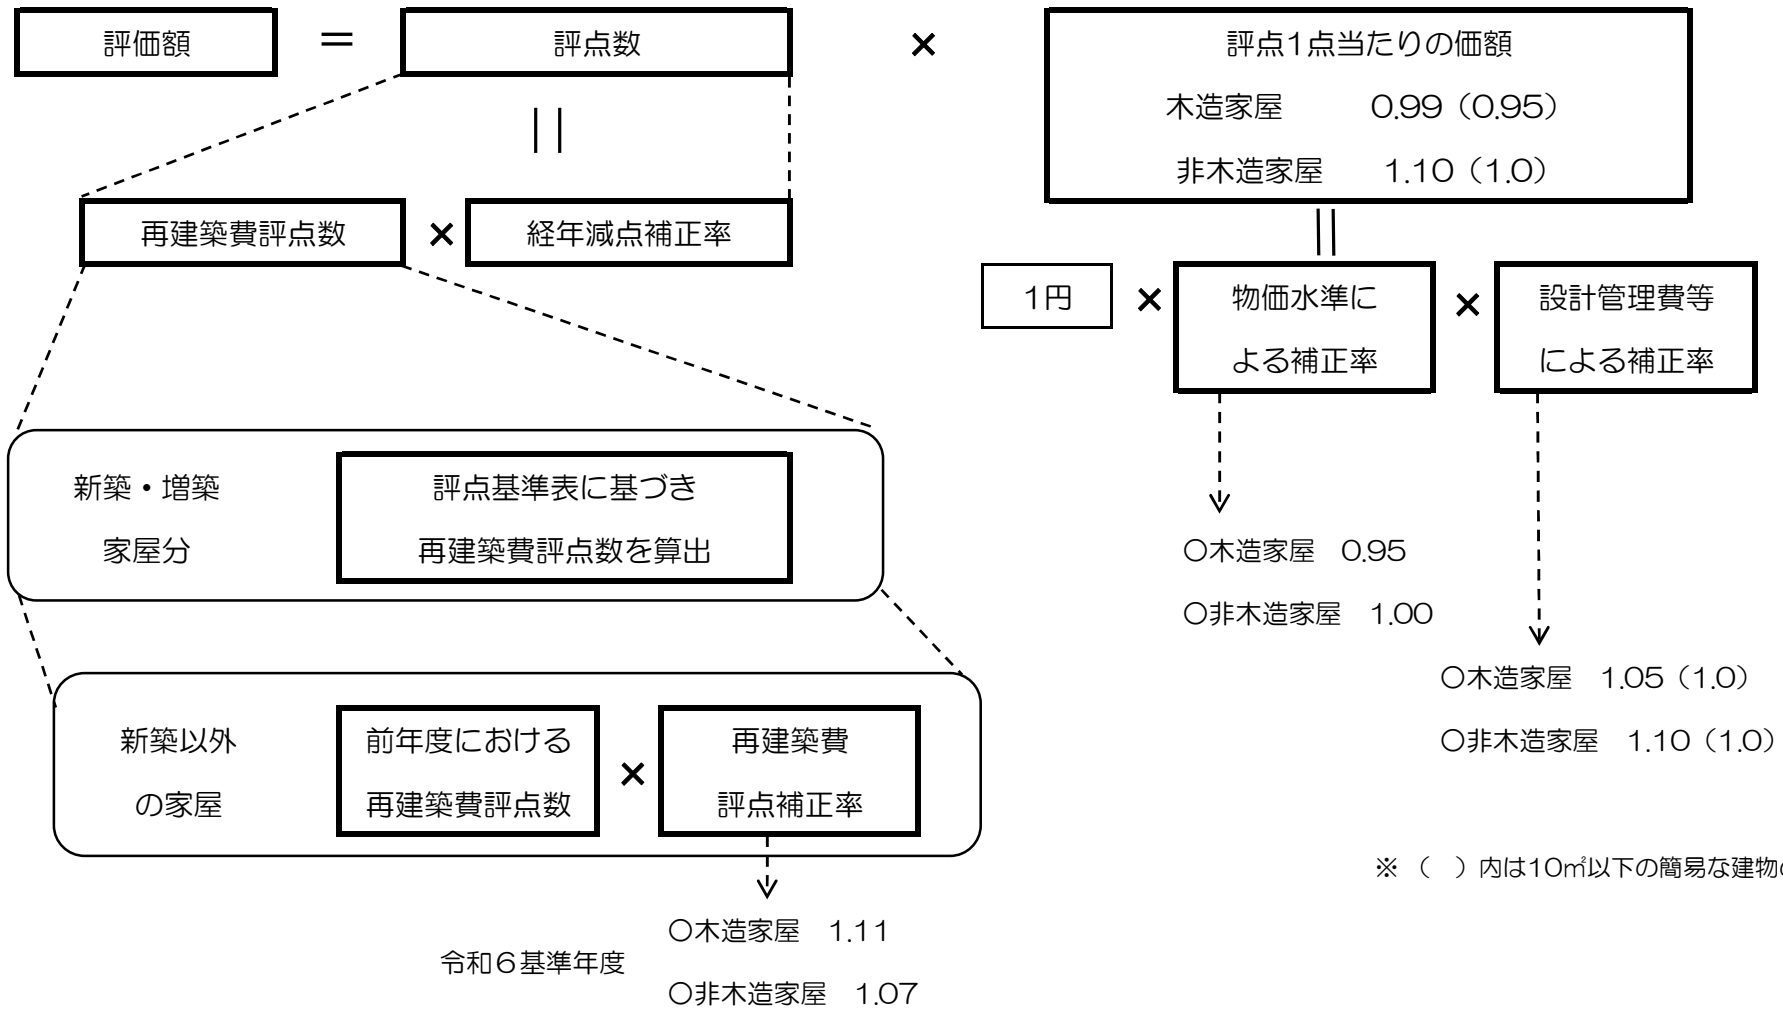 評価額 ＝ 評点数 × 評点1点当たりの価額
木造家屋 0.99（0.95）
非木造家屋 1.10（1.0）
||
再建築費評点数 × 経年減点補正率
||
1円 × 物価水準に
よる補正率 × 設計管理費等
による補正率
新築・増築
家屋分
評点基準表に基づき
再建築費評点数を算出
○木造家屋 0.95
○非木造家屋 1.00
○木造家屋 1.05（1.0）
○非木造家屋 1.10（1.0）
新築以外
の家屋
前年度における
再建築費評点数 ×
再建築費
評点補正率
※（ ）内は10㎡以下の簡易な建物
令和６基準年度
○木造家屋 1.11
○非木造家屋 1.07